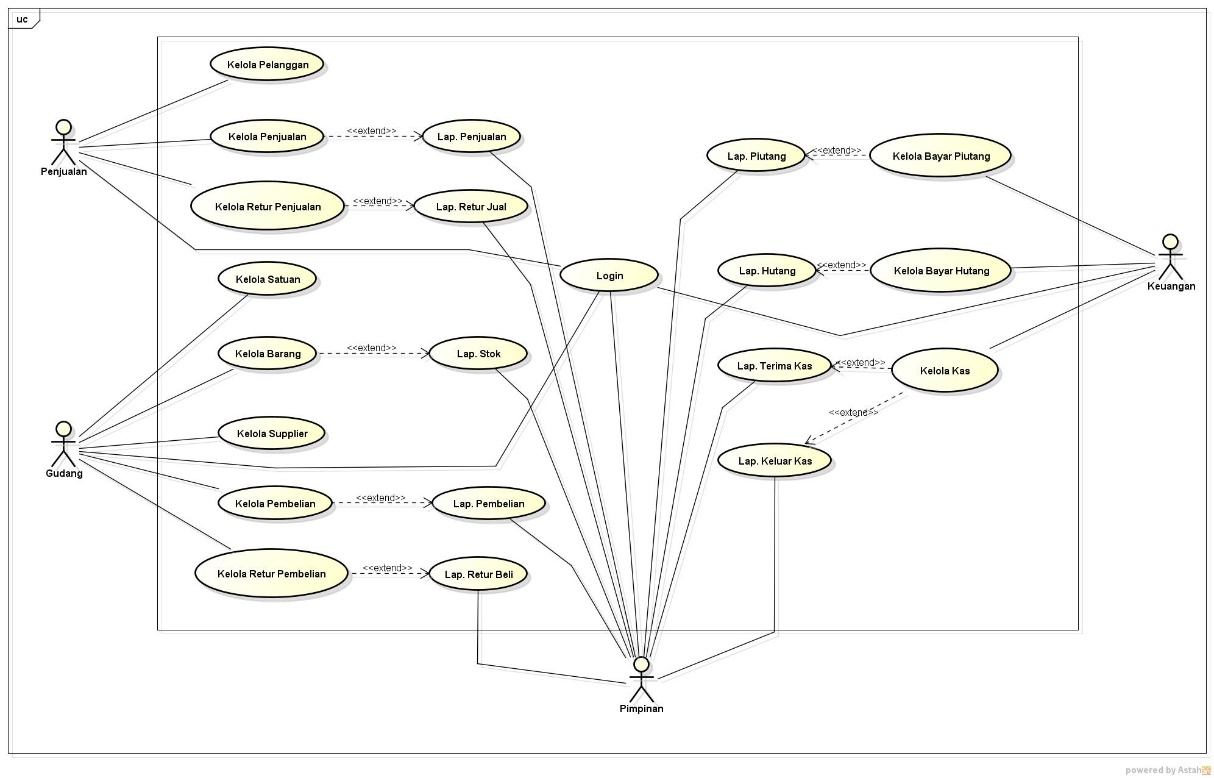 uc
Kelola Pelanggan
Kelola Penjualan
<<extend>>
Lap. Penjualan
Penjualan
Kelola Retur Penjualan
<<extend>>
Lap. Retur Jual
Lap. Piutang
<<extend>>
Kelola Bayar Piutang
Kelola Satuan
Login
Lap. Hutang
<<extend>>
Kelola Bayar Hutang
Keuangan
Kelola Barang
<<extend>>
Lap. Stok
Lap. Terima Kas
<<extend>>
Kelola Kas
<<extend>>
Kelola Supplier
Lap. Keluar Kas
Gudang
Kelola Pembelian
<<extend>>
Lap. Pembelian
Kelola Retur Pembelian
<<extend>>
Lap. Retur Beli
Pimpinan
powered by Astah